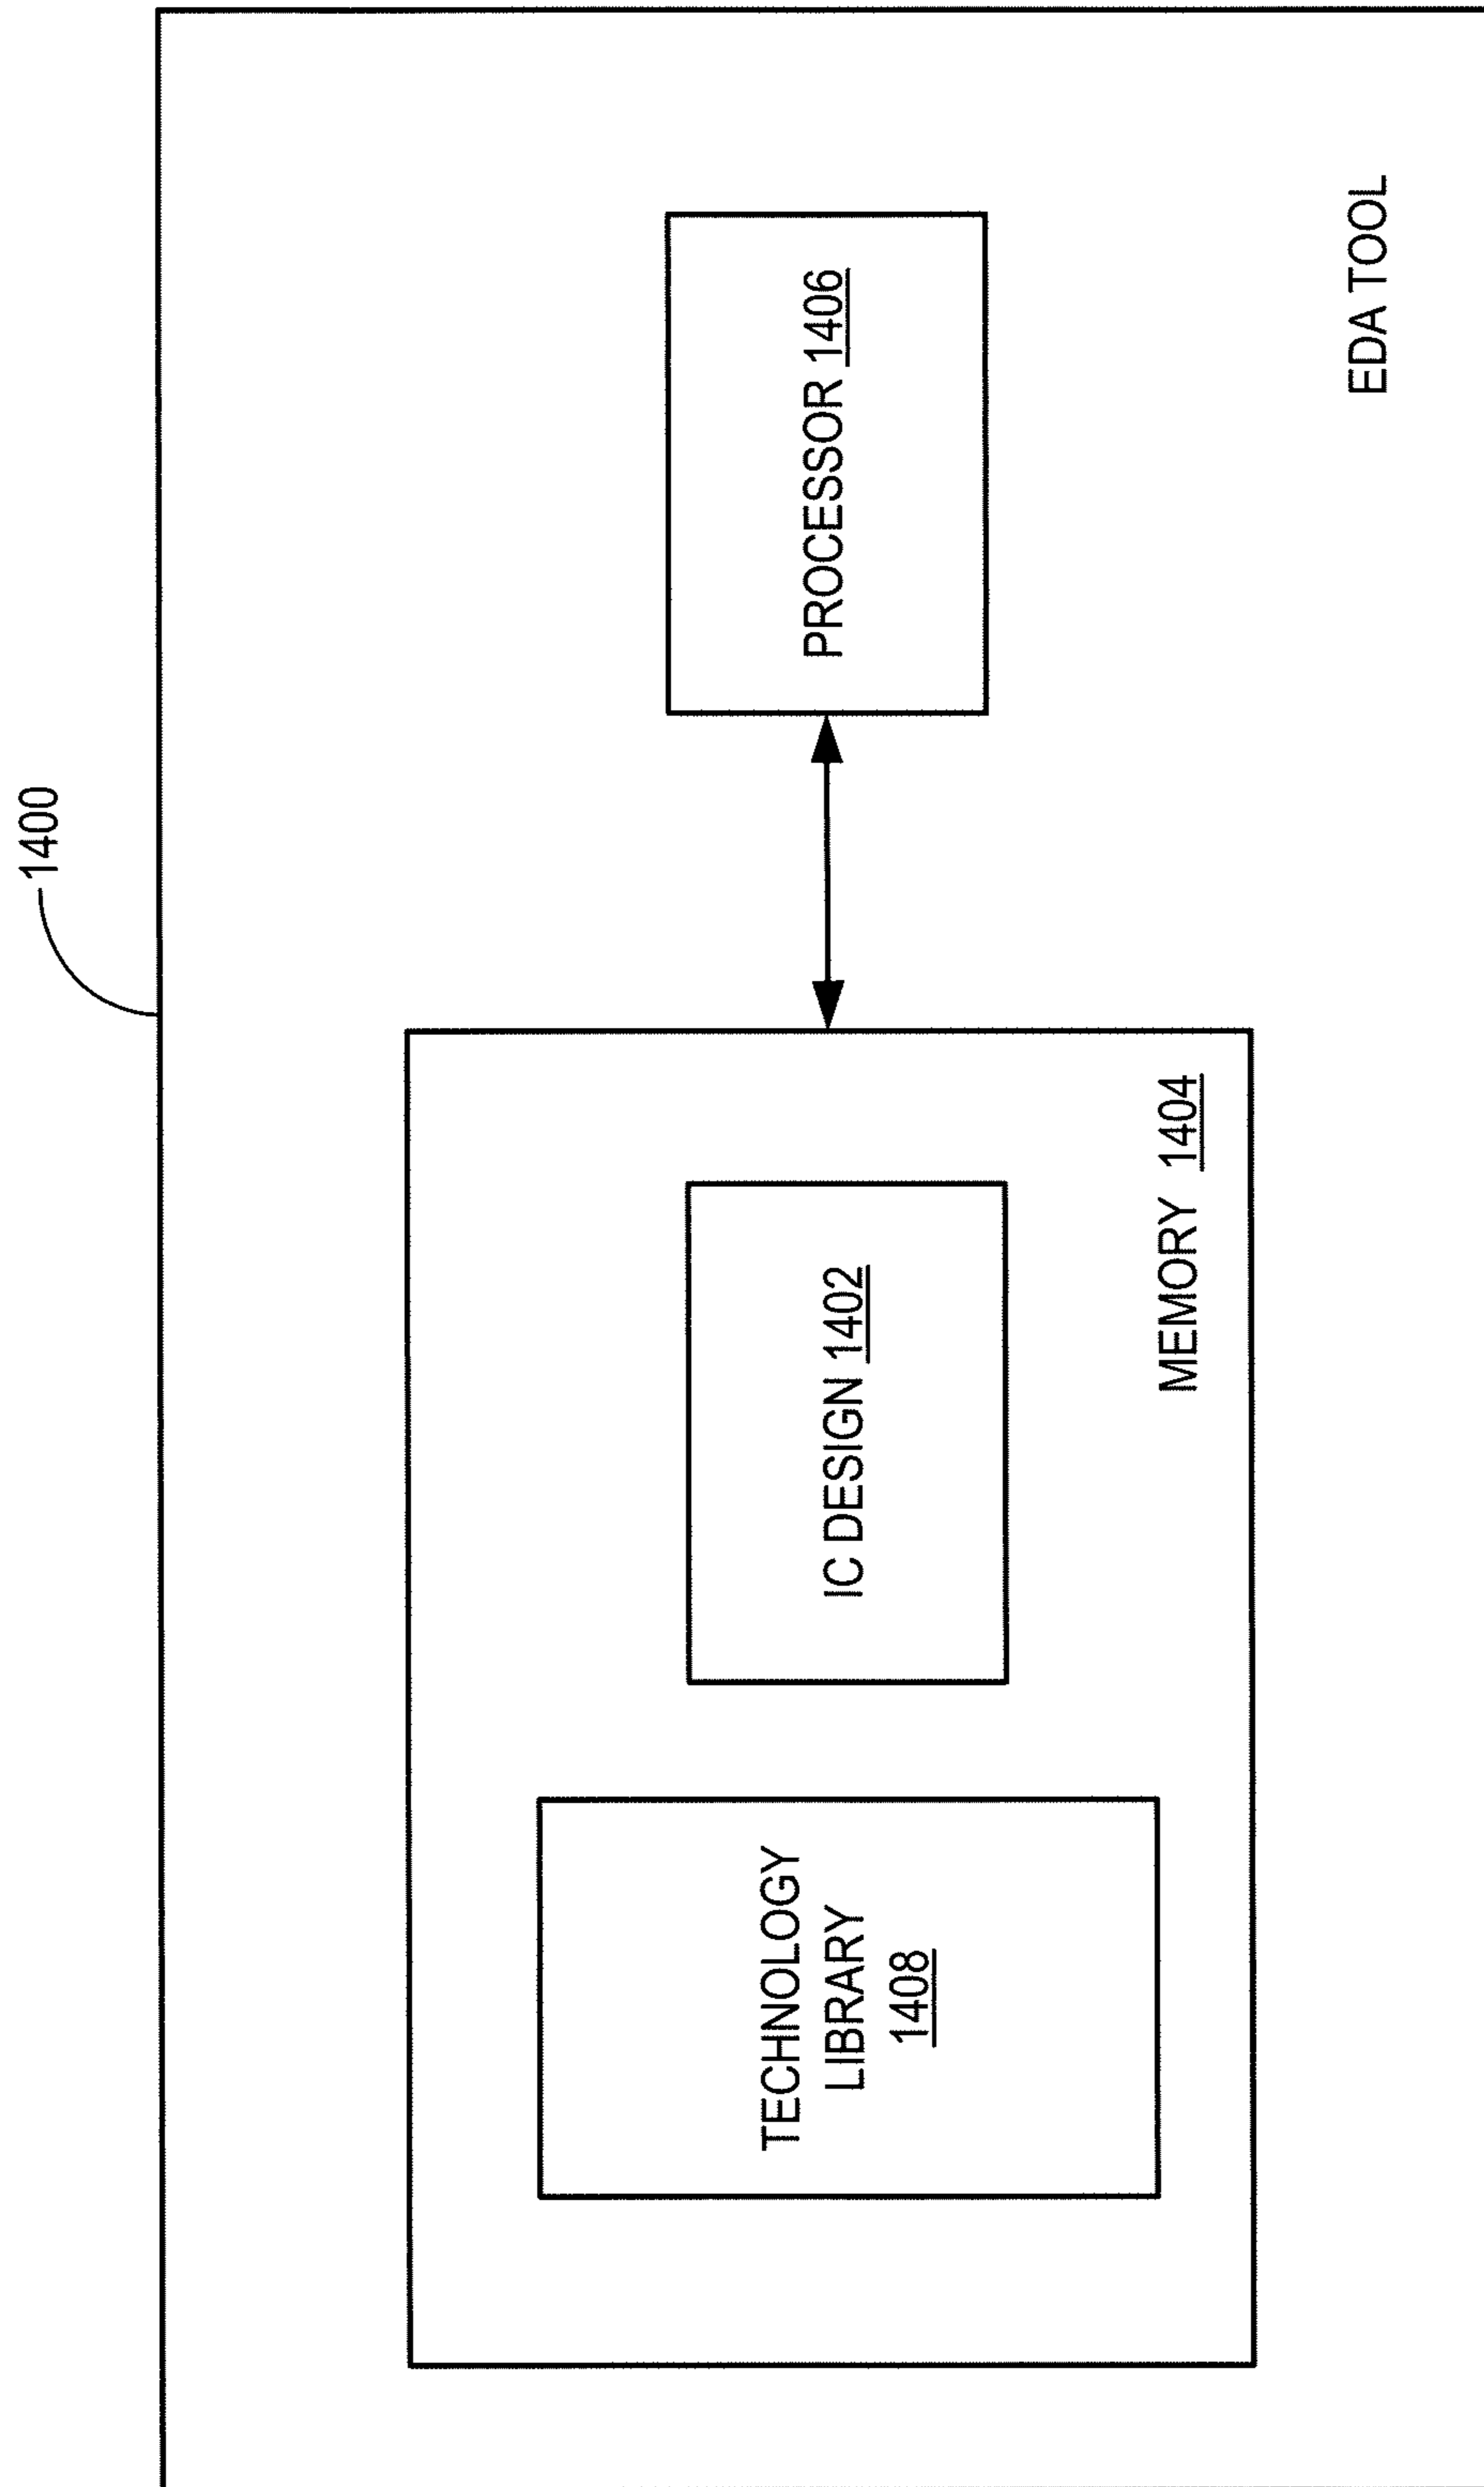 1400
TECHNOLOGY
LIBRARY
1408
IC DESIGN 1402
MEMORY 1404
PROCESSOR 1406
EDA TOOL